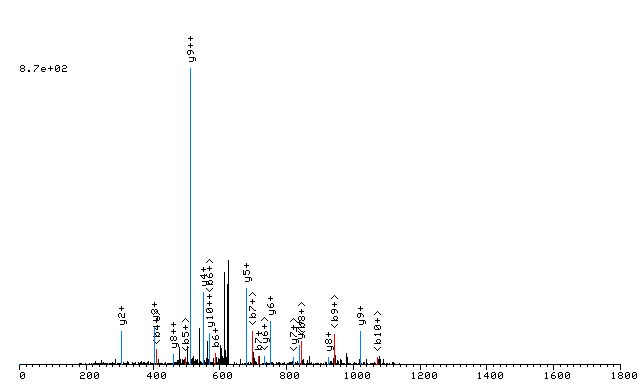 y9++
8.7e+02
y2+
y3+
b4+
y8++
b5+
y4+
y10++
b6+^
b6+
y5+
b7+^
b7+
y6+^
y6+
y7+
b8+^
y8+
b9+^
y9+
b10+^
0 200 400 600 800 1000 1200 1400 1600 1800